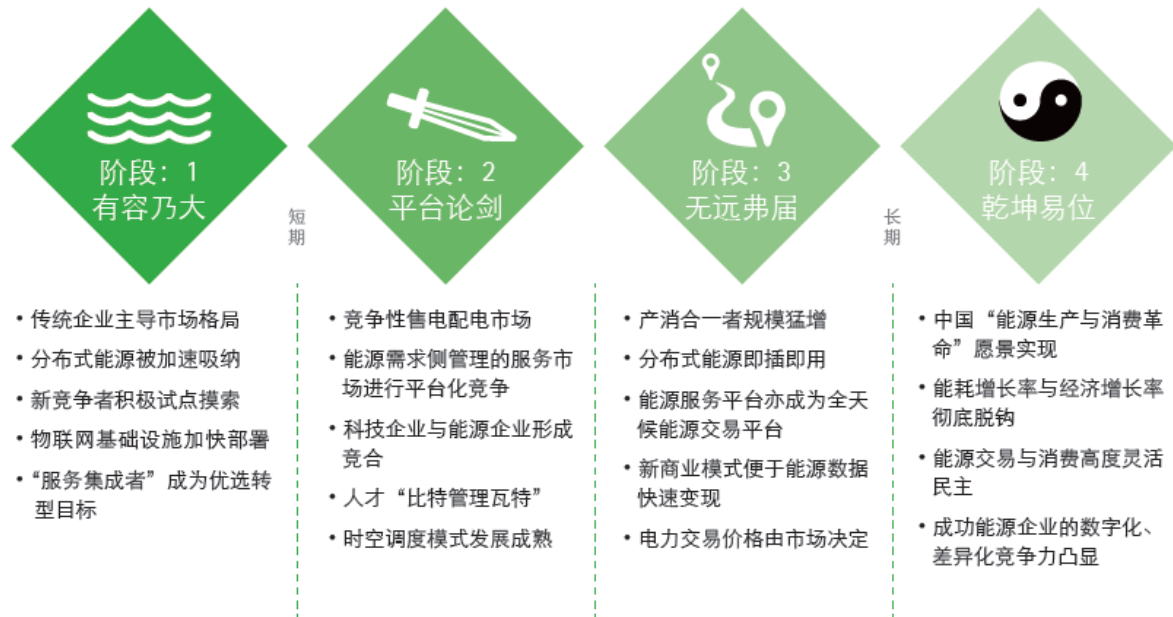 阶段：1
有容乃大
短期
阶段：2
平台论剑
阶段：3
无远弗届
长期
阶段：4
乾坤易位
• 传统企业主导市场格局
• 分布式能源被加速吸纳
• 新竞争者积极试点摸索
• 物联网基础设施加快部署
• “服务集成者”成为优选转
型目标
• 竞争性售电配电市场
• 能源需求侧管理的服务市
场进行平台化竞争
• 科技企业与能源企业形成
竞合
• 人才“比特管理瓦特”
• 时空调度模式发展成熟
• 产消合一者规模猛增
• 分布式能源即插即用
• 能源服务平台亦成为全天
候能源交易平台
• 新商业模式便于能源数据
快速变现
• 电力交易价格由市场决定
• 中国“能源生产与消费革
命”愿景实现
• 能耗增长率与经济增长率
彻底脱钩
• 能源交易与消费高度灵活
民主
• 成功能源企业的数字化、
差异化竞争力凸显